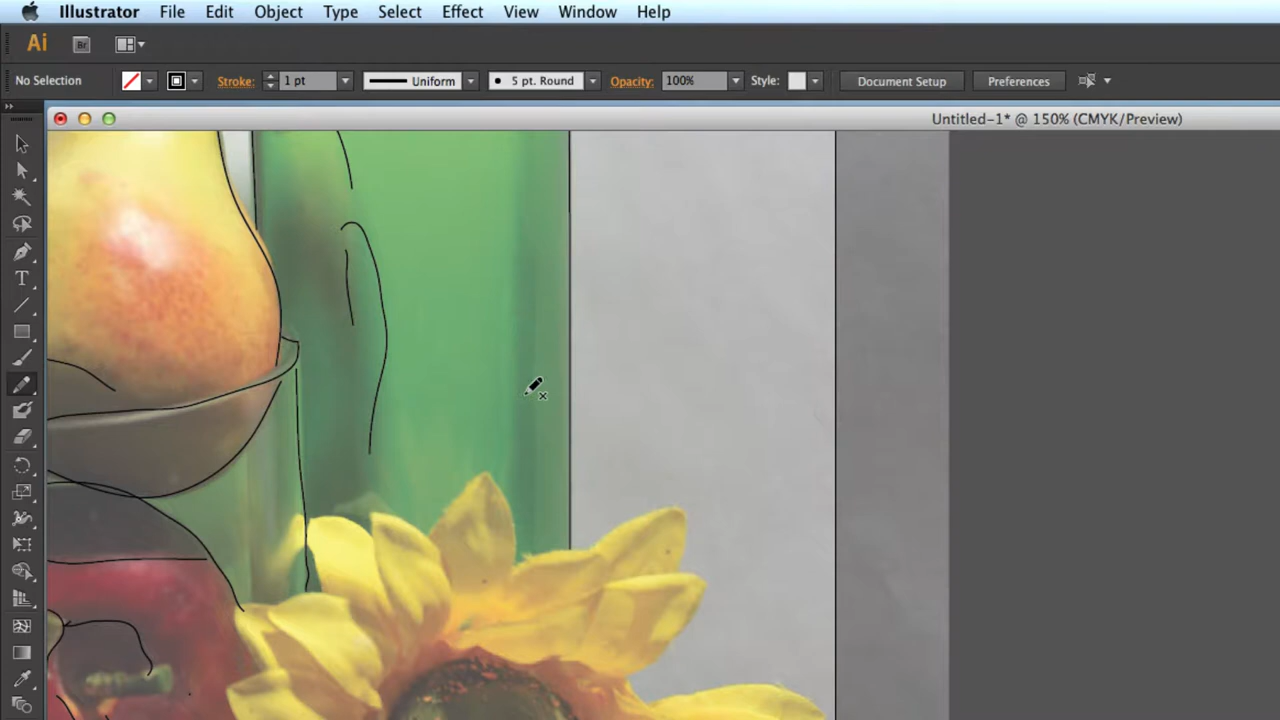 Illustrator File Edit Object Type Select Effect View Window Help
Ai Br
No Selection Stroke: 1 pt Uniform 5 pt. Round Opacity: 100% Style: Document Setup Preferences
Untitled-1* @ 150% (CMYK/Preview)
T